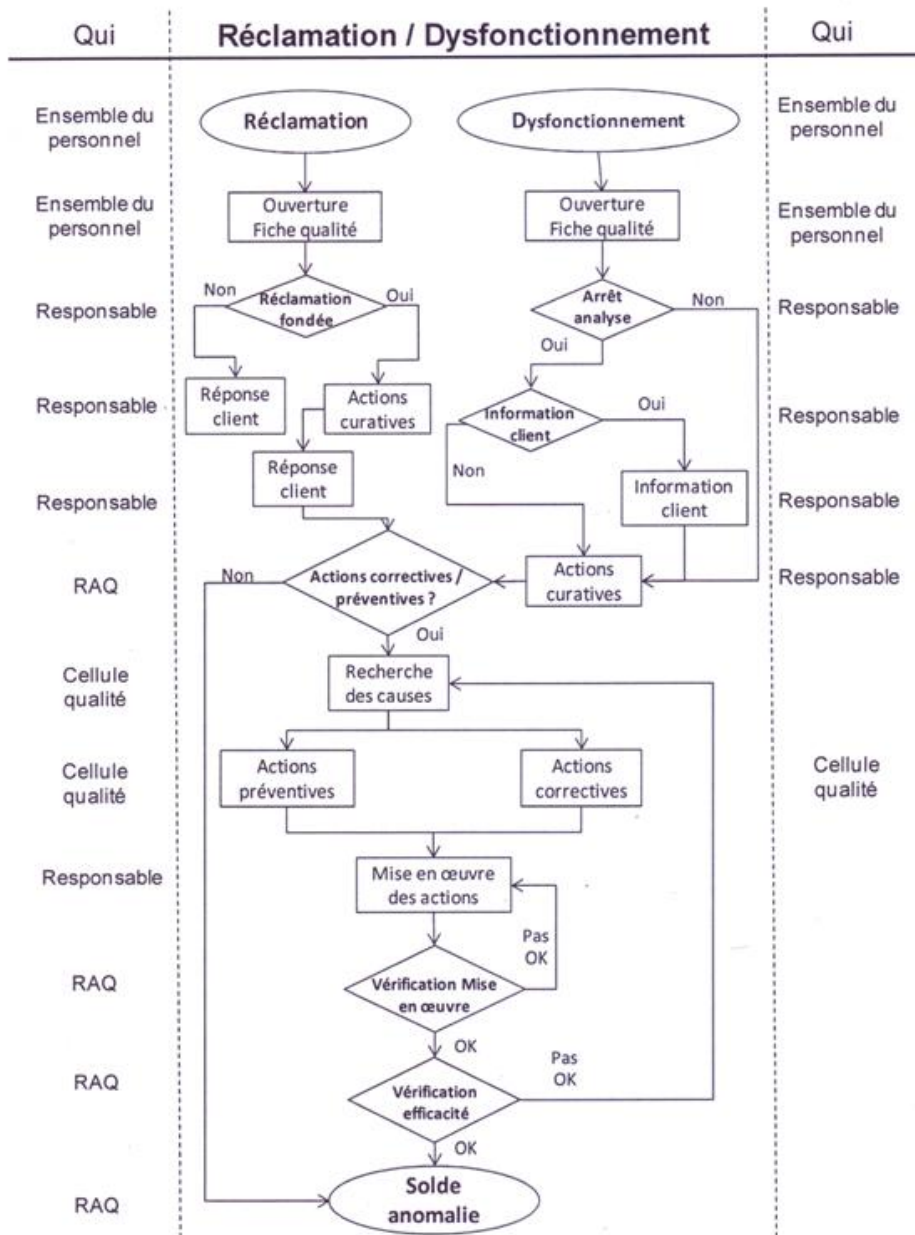 Qui
Réclamation / Dysfonctionnement
Qui
Ensemble du
personnel
Réclamation
Dysfonctionnement
Ensemble du
personnel
Ensemble du
personnel
Ouverture
Fiche qualité
Ouverture
Fiche qualité
Ensemble du
personnel
Responsable
Non
Réclamation
fondée
Oui
Arrêt
analyse
Non
Responsable
Oui
Responsable
Réponse
client
Actions
curatives
Information
client
Oui
Responsable
Non
Responsable
Réponse
client
Information
client
Responsable
RAQ
Non
Actions correctives /
préventives ?
Actions
curatives
Responsable
Oui
Cellule
qualité
Recherche
des causes
Cellule
qualité
Actions
préventives
Actions
correctives
Cellule
qualité
Responsable
Mise en œuvre
des actions
Pas
OK
RAQ
Vérification Mise
en œuvre
OK
Pas
OK
RAQ
Vérification
efficacité
OK
RAQ
Solde
anomalie